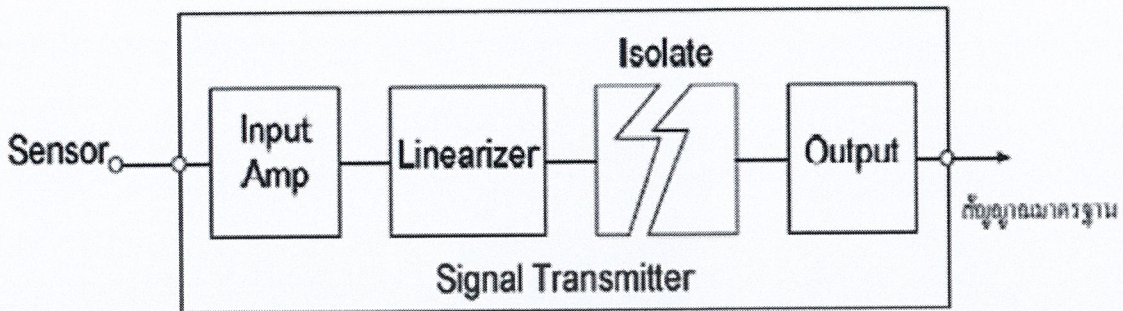 Isolate
Sensor
Input
Amp
Linearizer
Output
สัญญาณมาตรฐาน
Signal Transmitter